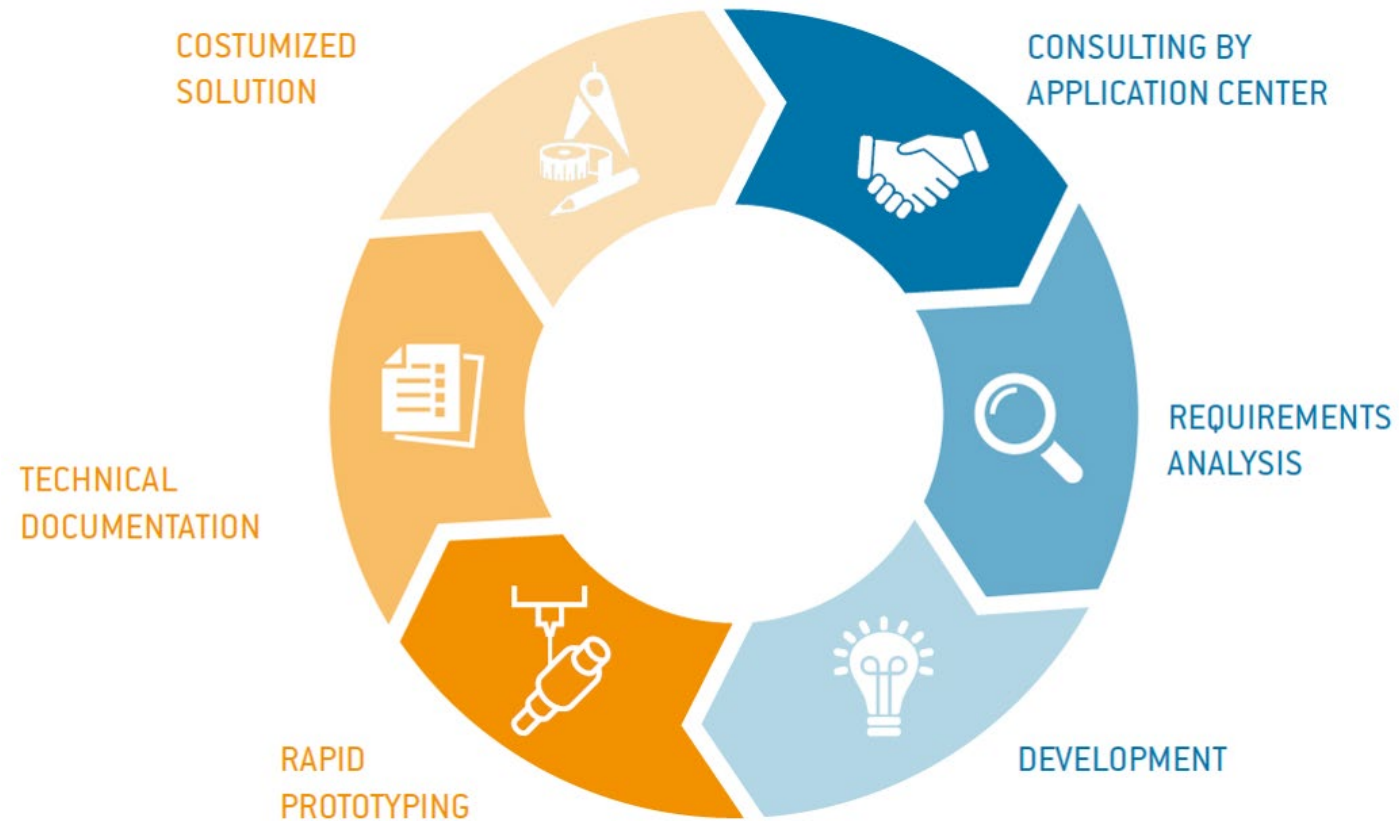 COSTUMIZED
SOLUTION
CONSULTING BY
APPLICATION CENTER
REQUIREMENTS
ANALYSIS
TECHNICAL
DOCUMENTATION
RAPID
PROTOTYPING
DEVELOPMENT